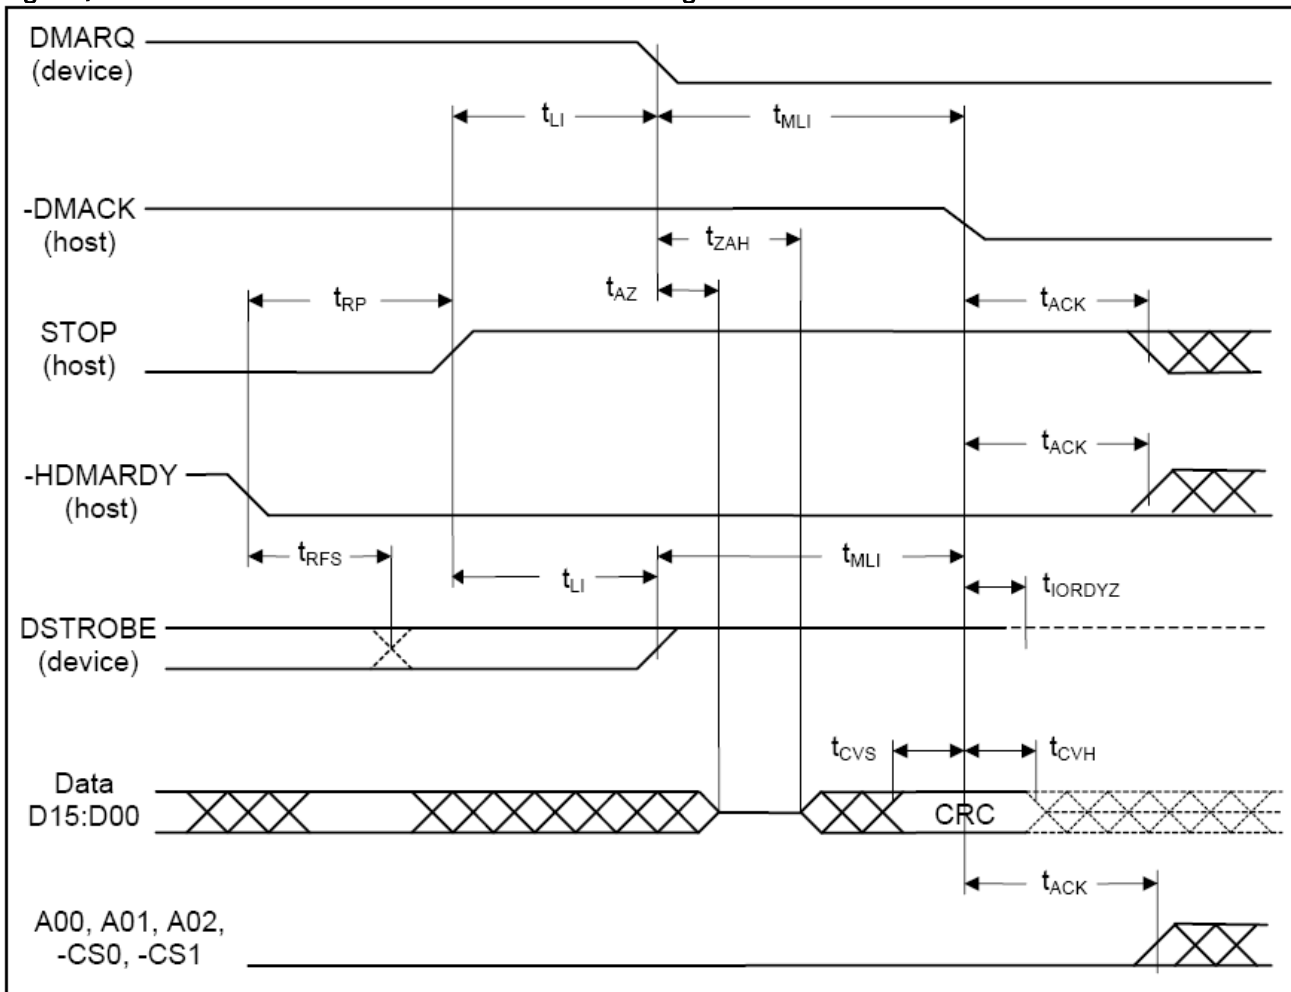 DMARQ
(device)
tLI
tMLI
-DMACK
(host)
tZAH
tAZ
tRP
tACK
STOP
(host)
tACK
-HDMARDY
(host)
tRFS
tLI
tMLI
tIORDYZ
DSTROBE
(device)
tCVS
tCVH
Data
D15:D00
CRC
tACK
A00, A01, A02,
-CS0, -CS1